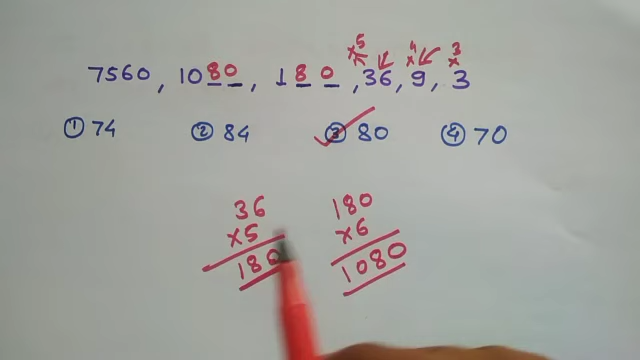 x5 x4 x3
7560, 1080, 180, 36, 9, 3
① 74 ② 84 ③ 80 ④ 70
36 180
x5 x6
180 1080